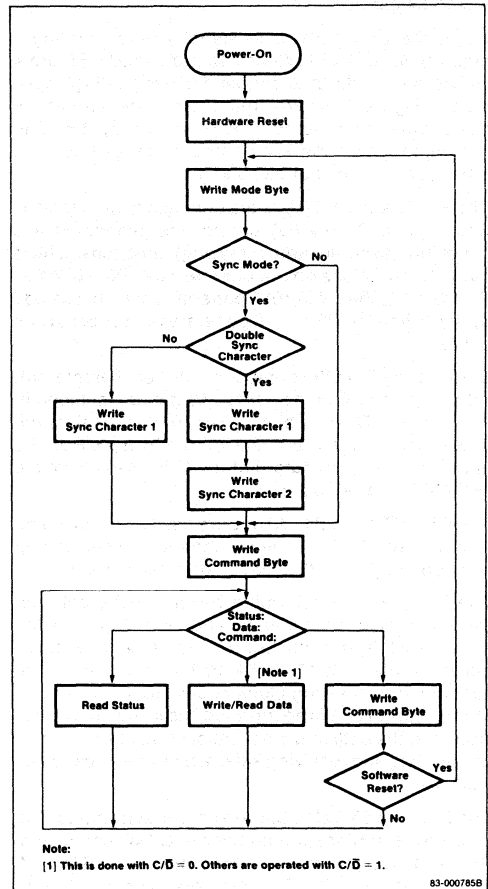 Power-On
Hardware Reset
Write Mode Byte
Sync Mode?
No
Yes
Double
Sync
Character
No
Yes
Write
Sync Character 1
Write
Sync Character 1
Write
Sync Character 2
Write
Command Byte
Status:
Data:
Command:
[Note 1]
Read Status
Write/Read Data
Write
Command Byte
Software
Reset?
Yes
No
Note:
[1] This is done with C/D̅ = 0. Others are operated with C/D̅ = 1.
83-000785B